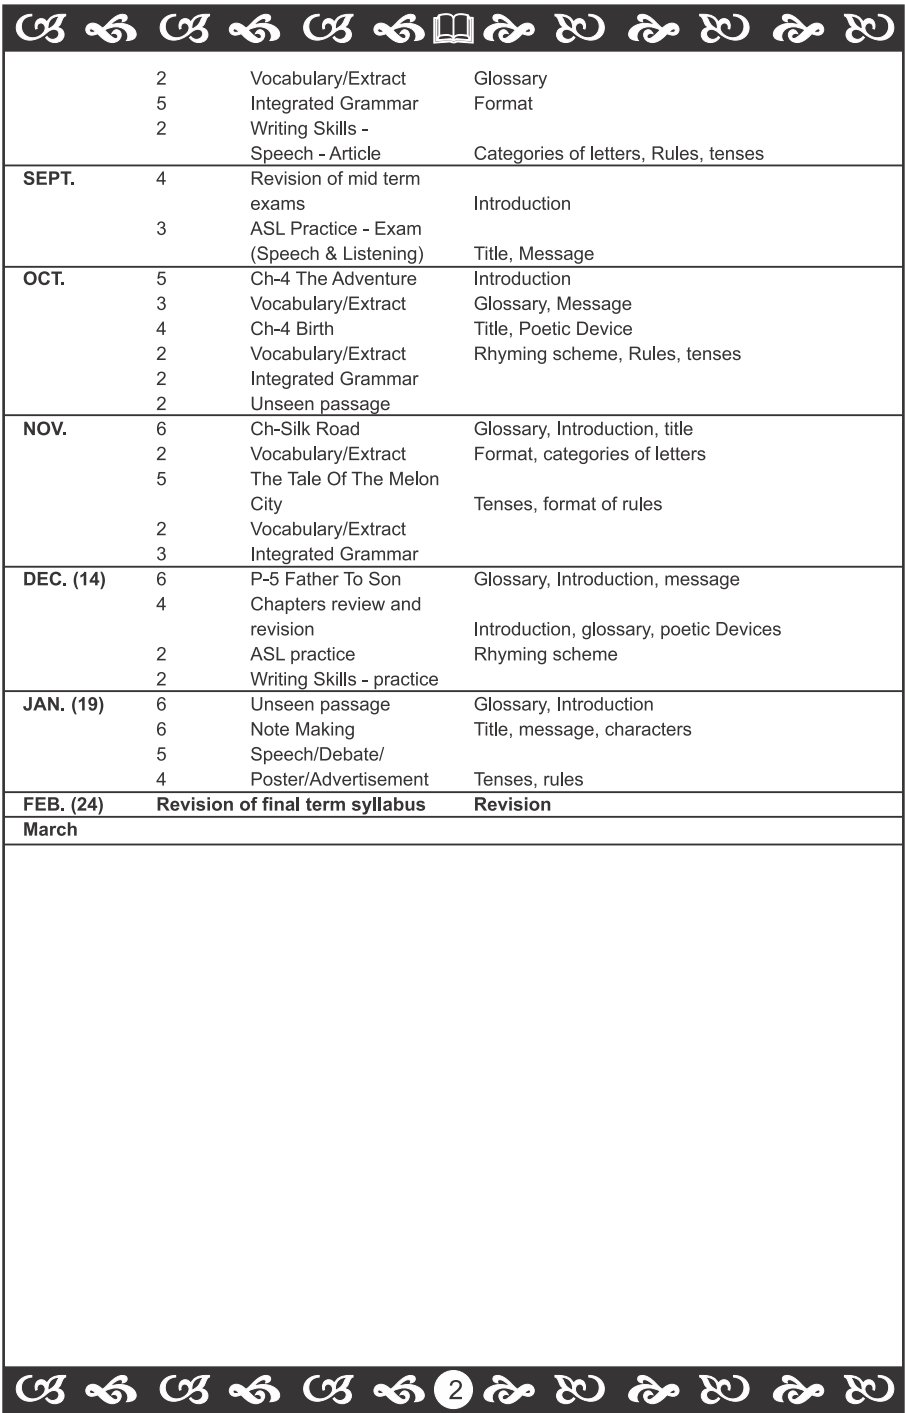 2 Vocabulary/Extract Glossary
5 Integrated Grammar Format
2 Writing Skills -
Speech - Article Categories of letters, Rules, tenses
SEPT. 4 Revision of mid term
exams Introduction
3 ASL Practice - Exam
(Speech & Listening) Title, Message
OCT. 5 Ch-4 The Adventure Introduction
3 Vocabulary/Extract Glossary, Message
4 Ch-4 Birth Title, Poetic Device
2 Vocabulary/Extract Rhyming scheme, Rules, tenses
2 Integrated Grammar
2 Unseen passage
NOV. 6 Ch-Silk Road Glossary, Introduction, title
2 Vocabulary/Extract Format, categories of letters
5 The Tale Of The Melon
City Tenses, format of rules
2 Vocabulary/Extract
3 Integrated Grammar
DEC. (14) 6 P-5 Father To Son Glossary, Introduction, message
4 Chapters review and
revision Introduction, glossary, poetic Devices
2 ASL practice Rhyming scheme
2 Writing Skills - practice
JAN. (19) 6 Unseen passage Glossary, Introduction
6 Note Making Title, message, characters
5 Speech/Debate/
4 Poster/Advertisement Tenses, rules
FEB. (24) Revision of final term syllabus Revision
March
2